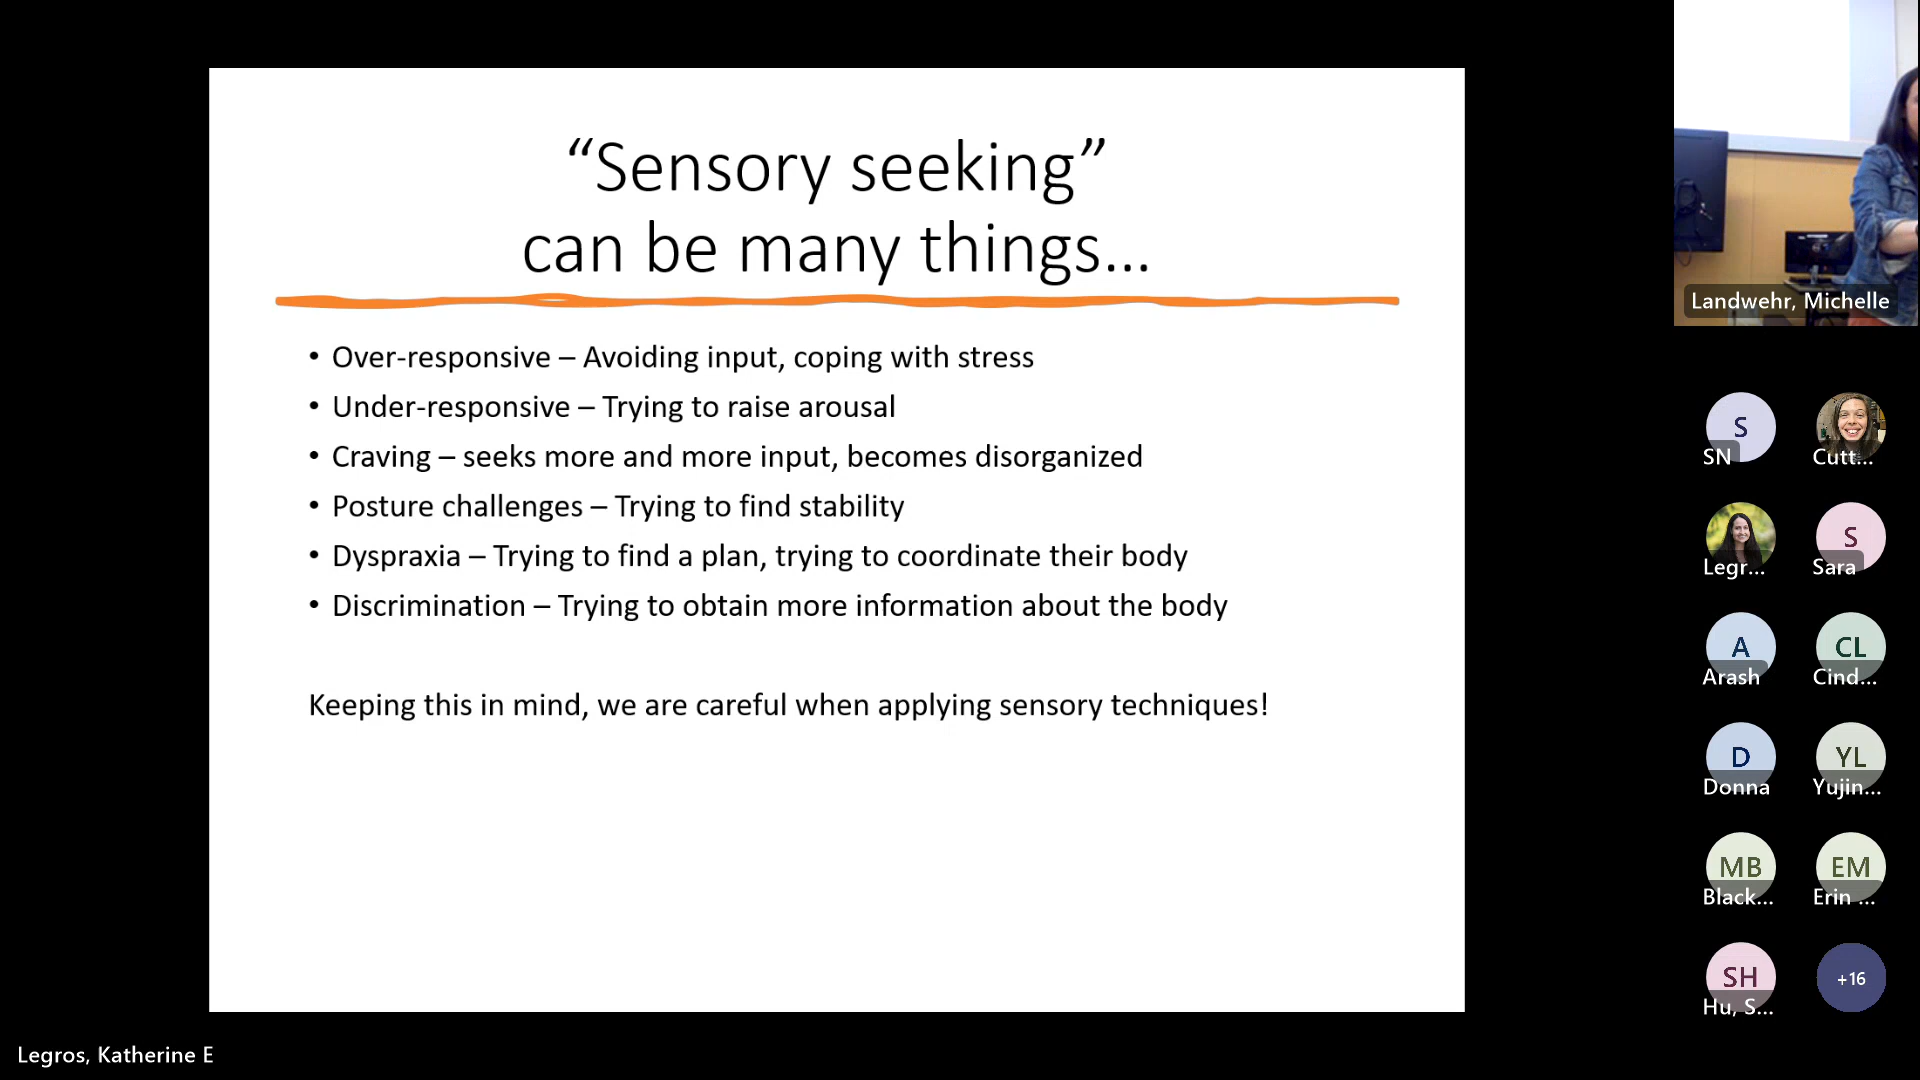 “Sensory seeking”
can be many things...
• Over-responsive – Avoiding input, coping with stress
• Under-responsive – Trying to raise arousal
• Craving – seeks more and more input, becomes disorganized
• Posture challenges – Trying to find stability
• Dyspraxia – Trying to find a plan, trying to coordinate their body
• Discrimination – Trying to obtain more information about the body
Keeping this in mind, we are careful when applying sensory techniques!
Landwehr, Michelle
S
SN
Cutt...
Legr...
S
Sara
A
Arash
CL
Cind...
D
Donna
YL
Yujin...
MB
Black...
EM
Erin ...
SH
Hu, S...
+16
Legros, Katherine E